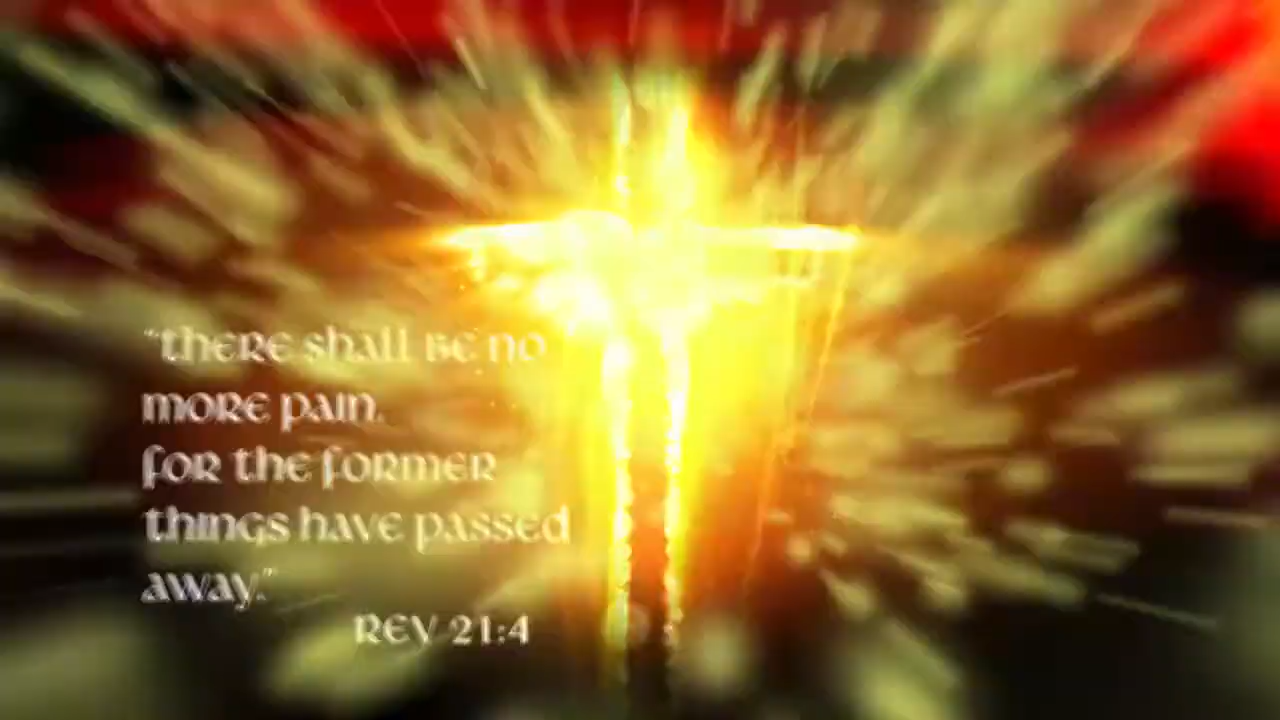 “there shall be no
more pain,
for the former
things have passed
away.”
REV 21:4